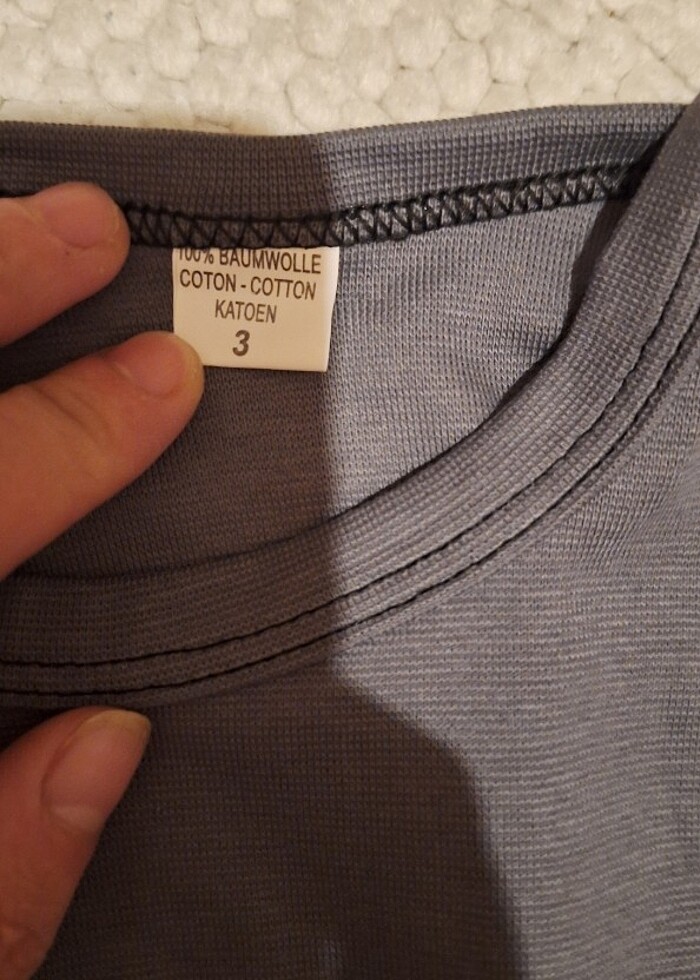 100% BAUMWOLLE
COTON - COTTON
KATOEN
3